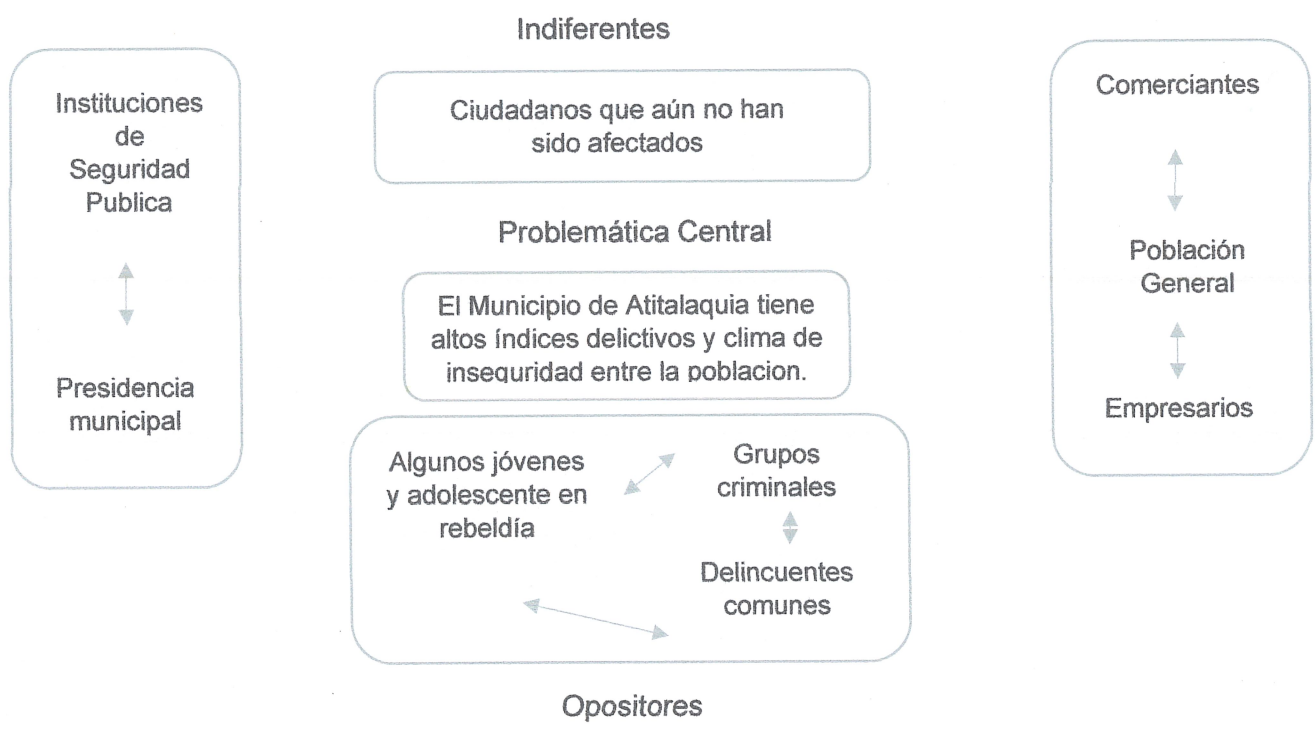 Indiferentes
Instituciones
de
Seguridad
Publica
Presidencia
municipal
Ciudadanos que aún no han
sido afectados
Problemática Central
El Municipio de Atitalaquia tiene
altos índices delictivos y clima de
inseguridad entre la poblacion.
Algunos jóvenes
y adolescente en
rebeldía
Grupos
criminales
Delincuentes
comunes
Opositores
Comerciantes
Población
General
Empresarios